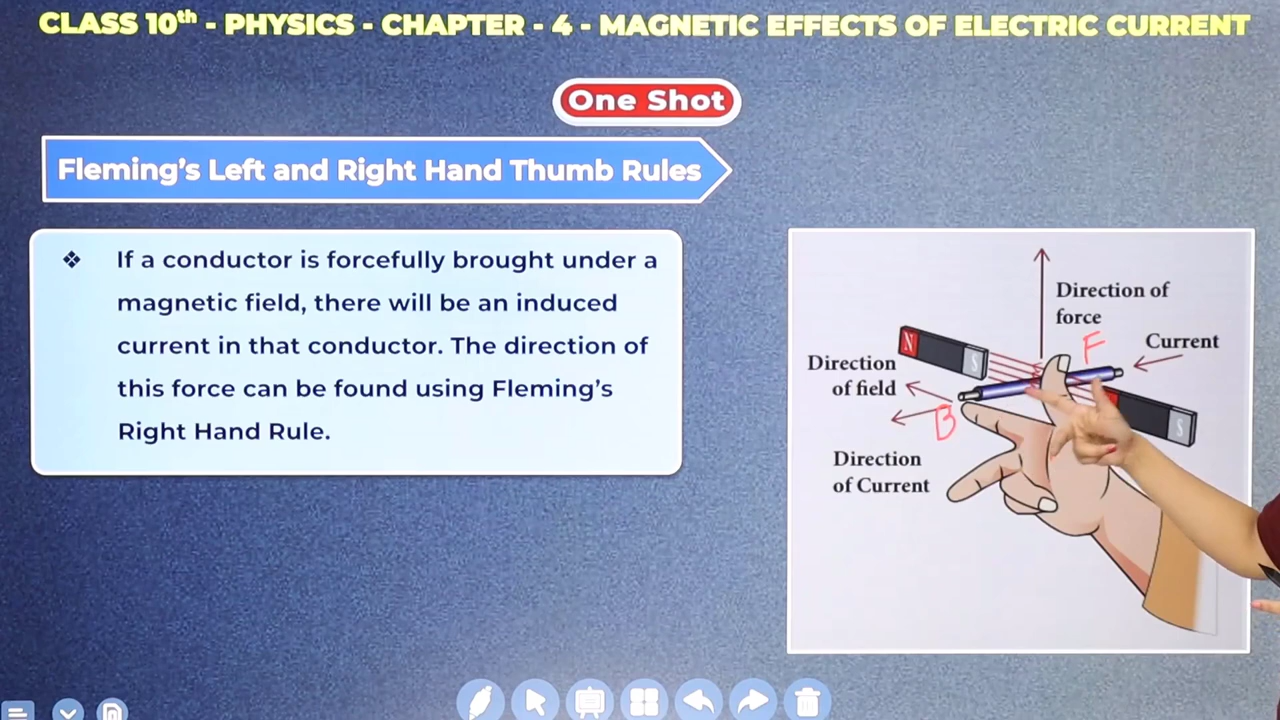 CLASS 10th - PHYSICS - CHAPTER - 4 - MAGNETIC EFFECTS OF ELECTRIC CURRENT
One Shot
Fleming's Left and Right Hand Thumb Rules
❖ If a conductor is forcefully brought under a
magnetic field, there will be an induced
current in that conductor. The direction of
this force can be found using Fleming's
Right Hand Rule.
Direction of
force
F
Current
N
S
Direction
of field
B
S
Direction
of Current